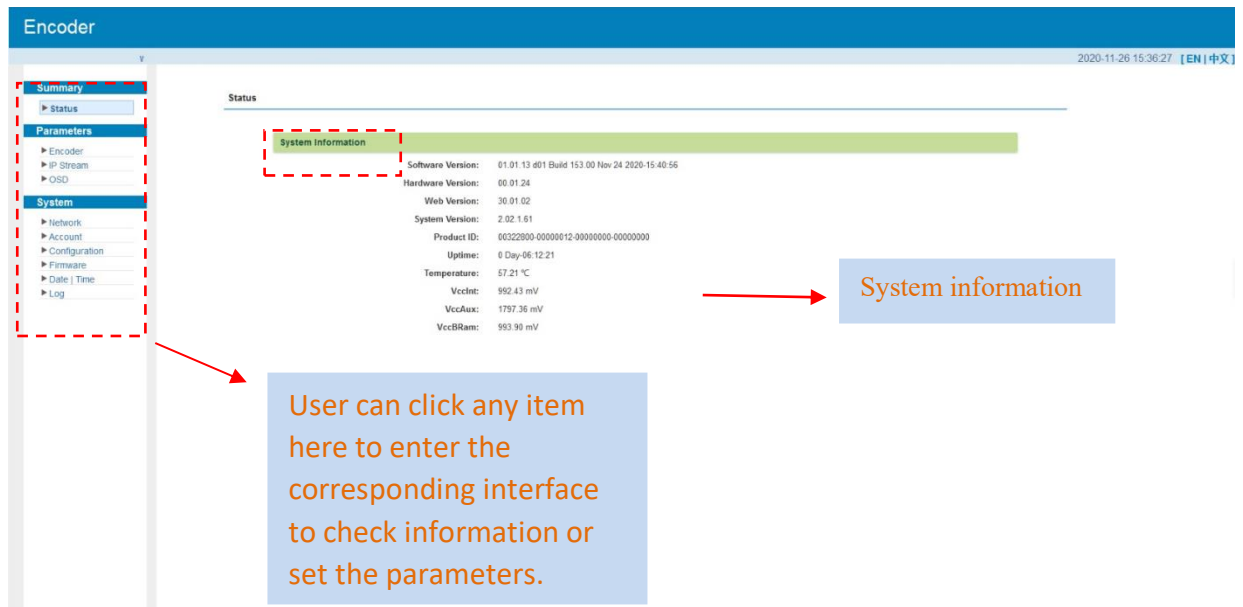 Encoder
2020-11-26 15:36:27 [ EN | 中文 ]
Summary
Status
Parameters
Encoder
IP Stream
OSD
System
Network
Account
Configuration
Firmware
Date | Time
Log
Status
System Information
Software Version: 01.01.13 d01 Build 153.00 Nov 24 2020-15:40:56
Hardware Version: 00.01.24
Web Version: 30.01.02
System Version: 2.02.1.61
Product ID: 00322800-00000012-00000000-00000000
Uptime: 0 Day-06:12:21
Temperature: 57.21 ℃
VccInt: 992.43 mV
VccAux: 1797.36 mV
VccBRam: 993.90 mV
System information
User can click any item
here to enter the
corresponding interface
to check information or
set the parameters.